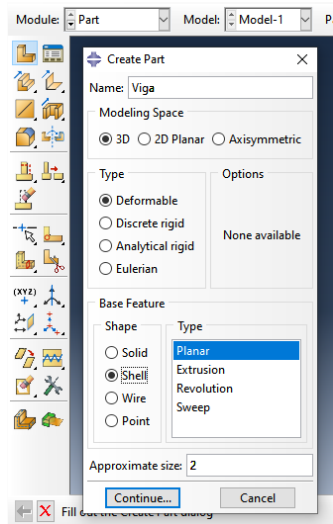 Module: Part Model: Model-1 P
Create Part
Name: Viga
Modeling Space
3D 2D Planar Axisymmetric
Type Options
Deformable
Discrete rigid
Analytical rigid
Eulerian
None available
Base Feature
Shape Type
Solid
Shell
Wire
Point
Planar
Extrusion
Revolution
Sweep
Approximate size: 2
Continue... Cancel
(XYZ)
Fill out the Create Part dialog